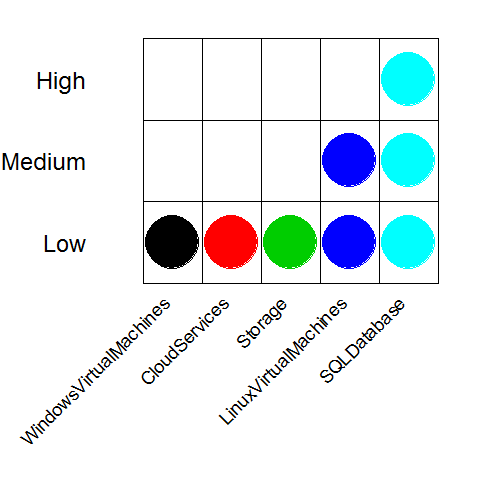 High
Medium
Low
WindowsVirtualMachines
CloudServices
Storage
LinuxVirtualMachines
SQLDatabase